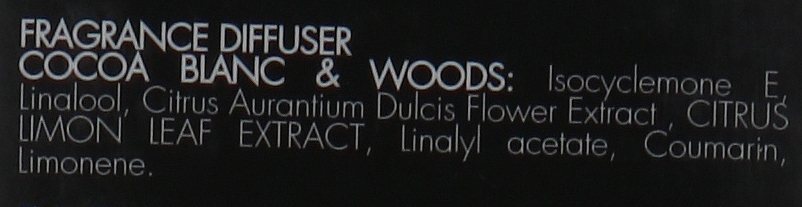 FRAGRANCE DIFFUSER
COCOA BLANC & WOODS: Isocyclemone E,
Linalool, Citrus Aurantium Dulcis Flower Extract , CITRUS
LIMON LEAF EXTRACT, Linalyl acetate, Coumarin,
Limonene.